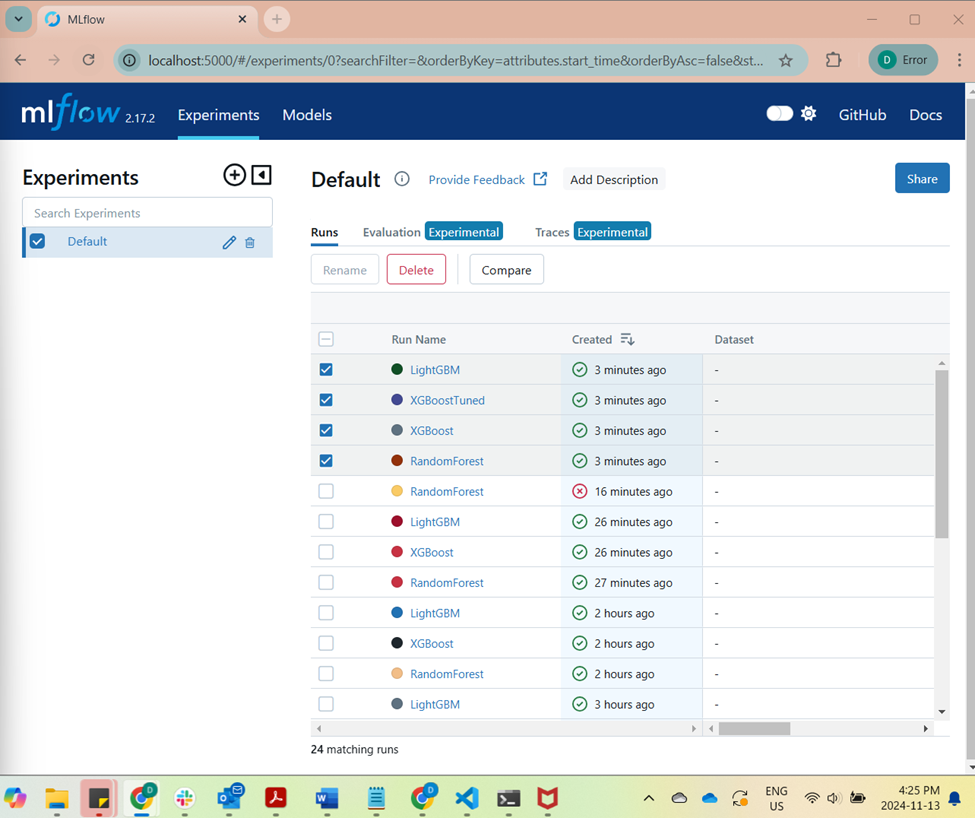 MLflow
localhost:5000/#/experiments/0?searchFilter=&orderByKey=attributes.start_time&orderByAsc=false&st...
D Error
mlflow 2.17.2 Experiments Models GitHub Docs
Experiments
Default Provide Feedback Add Description Share
Search Experiments
Default
Runs Evaluation Experimental Traces Experimental
Rename Delete Compare
Run Name Created Dataset
LightGBM 3 minutes ago -
XGBoostTuned 3 minutes ago -
XGBoost 3 minutes ago -
RandomForest 3 minutes ago -
RandomForest 16 minutes ago -
LightGBM 26 minutes ago -
XGBoost 26 minutes ago -
RandomForest 27 minutes ago -
LightGBM 2 hours ago -
XGBoost 2 hours ago -
RandomForest 2 hours ago -
LightGBM 3 hours ago -
24 matching runs
ENG 4:25 PM
US 2024-11-13